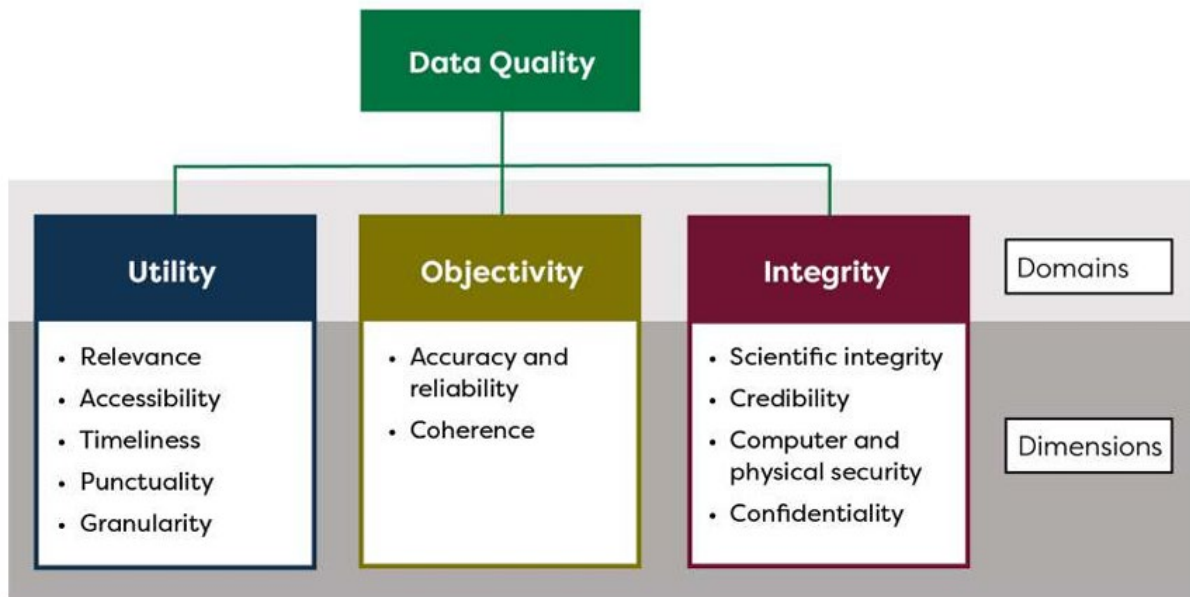 Data Quality
Utility
Objectivity
Integrity
Domains
• Relevance
• Accessibility
• Timeliness
• Punctuality
• Granularity
• Accuracy and
reliability
• Coherence
• Scientific integrity
• Credibility
• Computer and
physical security
• Confidentiality
Dimensions